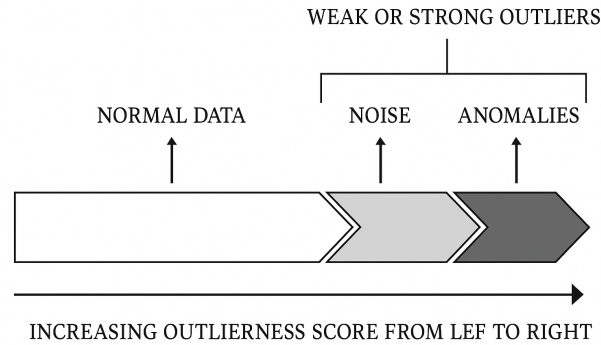 WEAK OR STRONG OUTLIERS
NORMAL DATA
NOISE
ANOMALIES
INCREASING OUTLIERNESS SCORE FROM LEF TO RIGHT